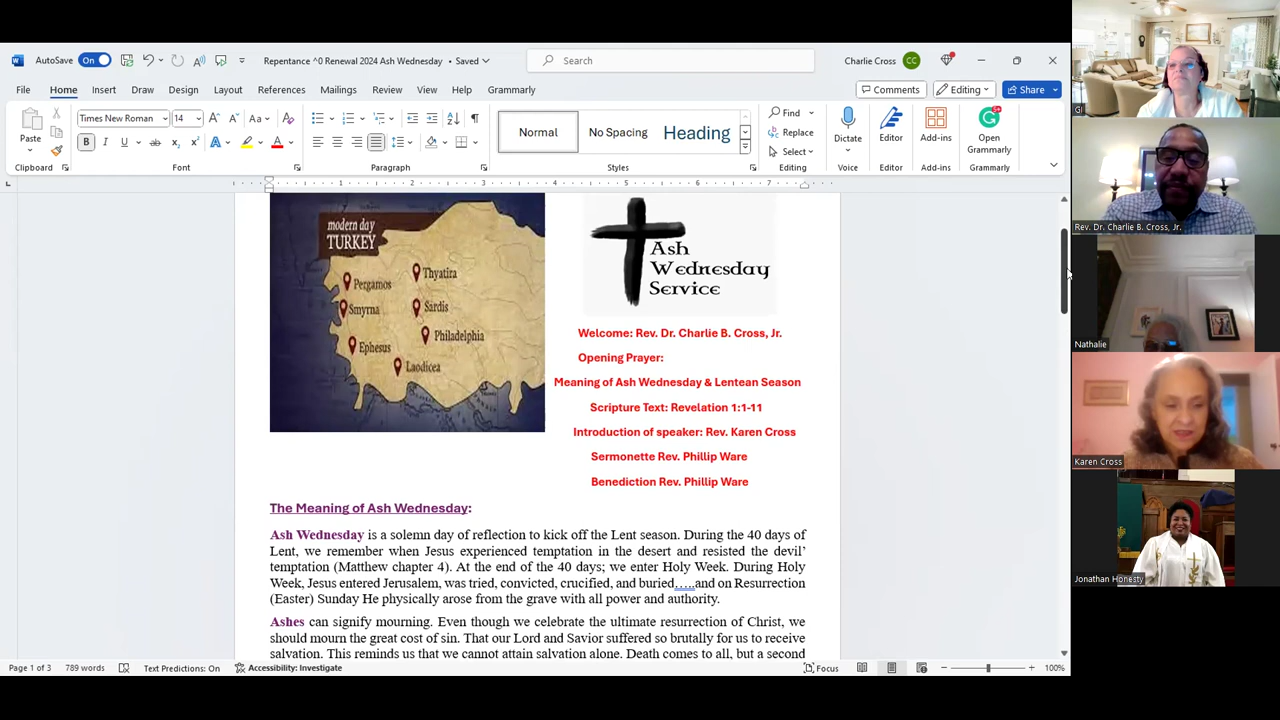 AutoSave
On
Repentance ^0 Renewal 2024 Ash Wednesday • Saved
Search
Charlie Cross
CC
File
Home
Insert
Draw
Design
Layout
References
Mailings
Review
View
Help
Grammarly
Comments
Editing
Share
Paste
Times New Roman
14
Aa
B I U ab x₂ x²
Normal
No Spacing
Heading
Find
Replace
Select
Dictate
Editor
Add-ins
Open
Grammarly
Clipboard
Font
Paragraph
Styles
Editing
Voice
Editor
Add-ins
Grammarly
1 2 3 4 5 6 7
modern day
TURKEY
Pergamos
Thyatira
Smyrna
Sardis
Philadelphia
Ephesus
Laodicea
Ash
Wednesday
Service
Welcome: Rev. Dr. Charlie B. Cross, Jr.
Opening Prayer:
Meaning of Ash Wednesday & Lentean Season
Scripture Text: Revelation 1:1-11
Introduction of speaker: Rev. Karen Cross
Sermonette Rev. Phillip Ware
Benediction Rev. Phillip Ware
The Meaning of Ash Wednesday:
Ash Wednesday is a solemn day of reflection to kick off the Lent season. During the 40 days of
Lent, we remember when Jesus experienced temptation in the desert and resisted the devil’
temptation (Matthew chapter 4). At the end of the 40 days; we enter Holy Week. During Holy
Week, Jesus entered Jerusalem, was tried, convicted, crucified, and buried…..and on Resurrection
(Easter) Sunday He physically arose from the grave with all power and authority.
Ashes can signify mourning. Even though we celebrate the ultimate resurrection of Christ, we
should mourn the great cost of sin. That our Lord and Savior suffered so brutally for us to receive
salvation. This reminds us that we cannot attain salvation alone. Death comes to all, but a second
Page 1 of 3
789 words
Text Predictions: On
Accessibility: Investigate
Focus
100%
GI
Rev. Dr. Charlie B. Cross, Jr.
Nathalie
Karen Cross
Jonathan Honesty